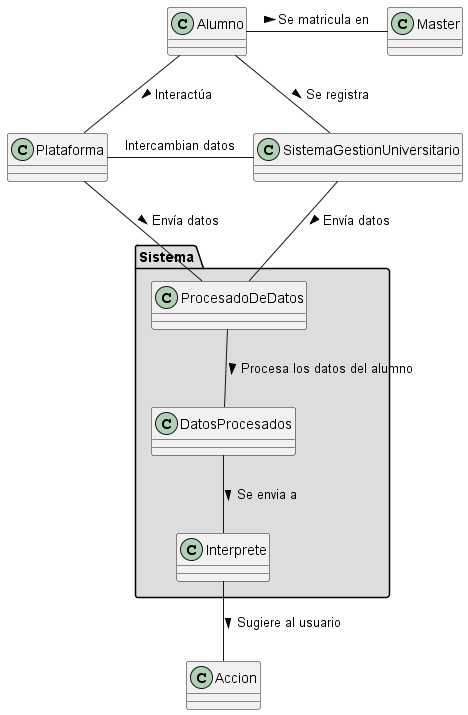 C Alumno
Se matricula en
C Master
Interactúa
Se registra
C Plataforma
Intercambian datos
C SistemaGestionUniversitario
Envía datos
Envía datos
Sistema
C ProcesadoDeDatos
Procesa los datos del alumno
C DatosProcesados
Se envia a
C Interprete
Sugiere al usuario
C Accion